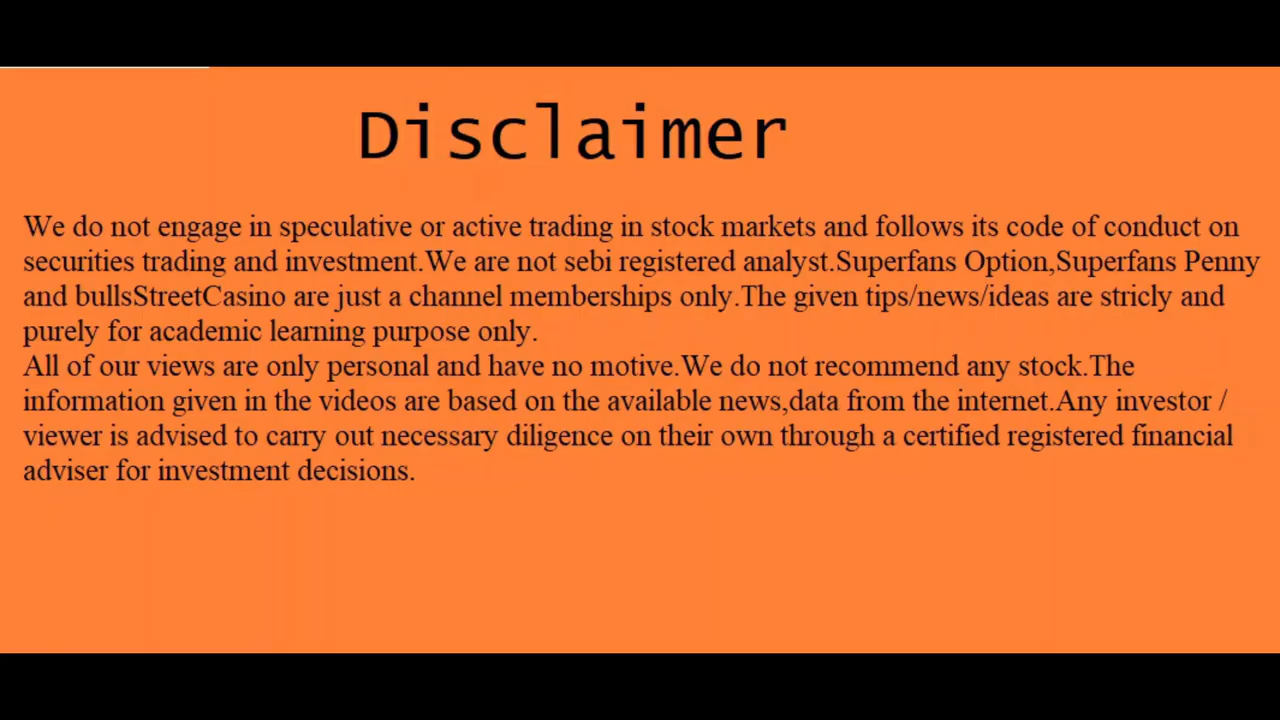 Disclaimer
We do not engage in speculative or active trading in stock markets and follows its code of conduct on
securities trading and investment.We are not sebi registered analyst.Superfans Option,Superfans Penny
and bullsStreetCasino are just a channel memberships only.The given tips/news/ideas are stricly and
purely for academic learning purpose only.
All of our views are only personal and have no motive.We do not recommend any stock.The
information given in the videos are based on the available news,data from the internet.Any investor /
viewer is advised to carry out necessary diligence on their own through a certified registered financial
adviser for investment decisions.